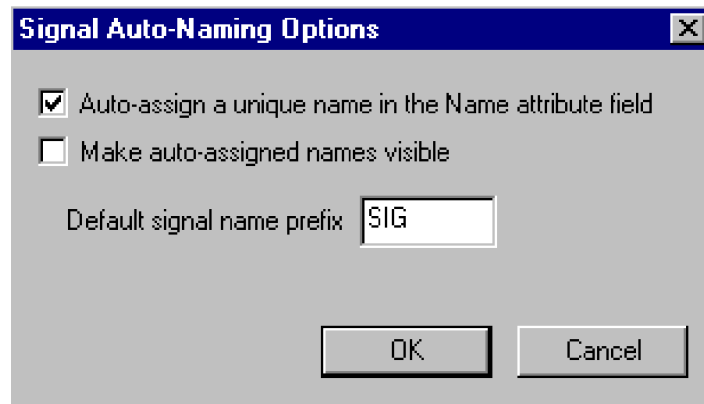 Signal Auto-Naming Options
Auto-assign a unique name in the Name attribute field
Make auto-assigned names visible
Default signal name prefix SIG
OK Cancel